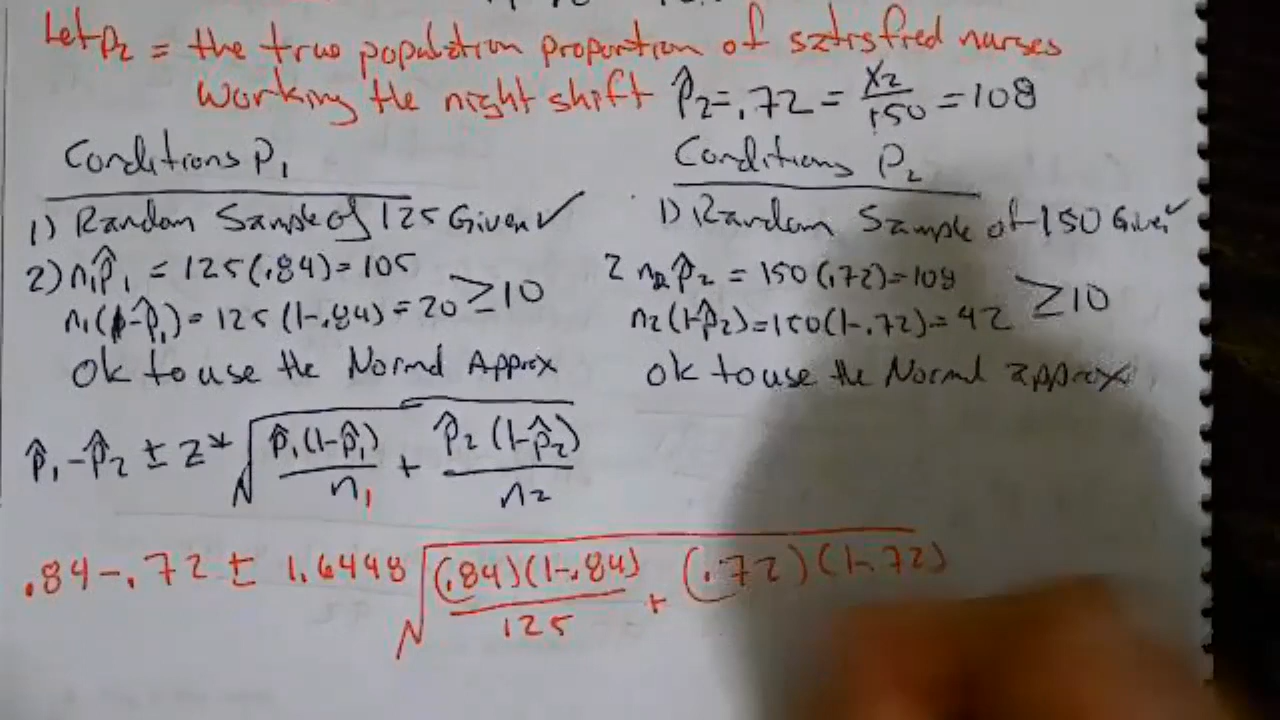 Let p₂ = the true population proportion of satisfied nurses
working the night shift p̂₂=.72 = x₂/150 = 108
Conditions P₁
Conditions P₂
1) Random Sample of 125 Given ✓
1) Random Sample of 150 Given ✓
2) n₁p̂₁ = 125(.84)=105
n₁(1-p̂₁)= 125(1-.84)=20 ≥10
Ok to use the Normal Approx
2 n₂p̂₂ = 150(.72)=108
n₂(1-p̂₂)=150(1-.72)=42 ≥10
ok to use the Normal approx
p̂₁-p̂₂ ± z* √(p̂₁(1-p̂₁)/n₁ + p̂₂(1-p̂₂)/n₂)
.84-.72 ± 1.6448 √((.84)(1-.84)/125 + (.72)(1-.72)